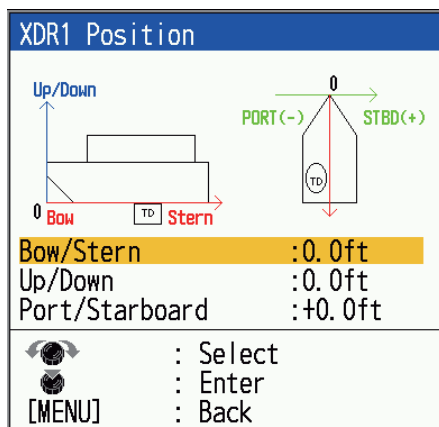 XDR1 Position
Up/Down
0
PORT(-)
STBD(+)
TD
0 Bow
TD
Stern
Bow/Stern :0.0ft
Up/Down :0.0ft
Port/Starboard :+0.0ft
: Select
: Enter
[MENU] : Back